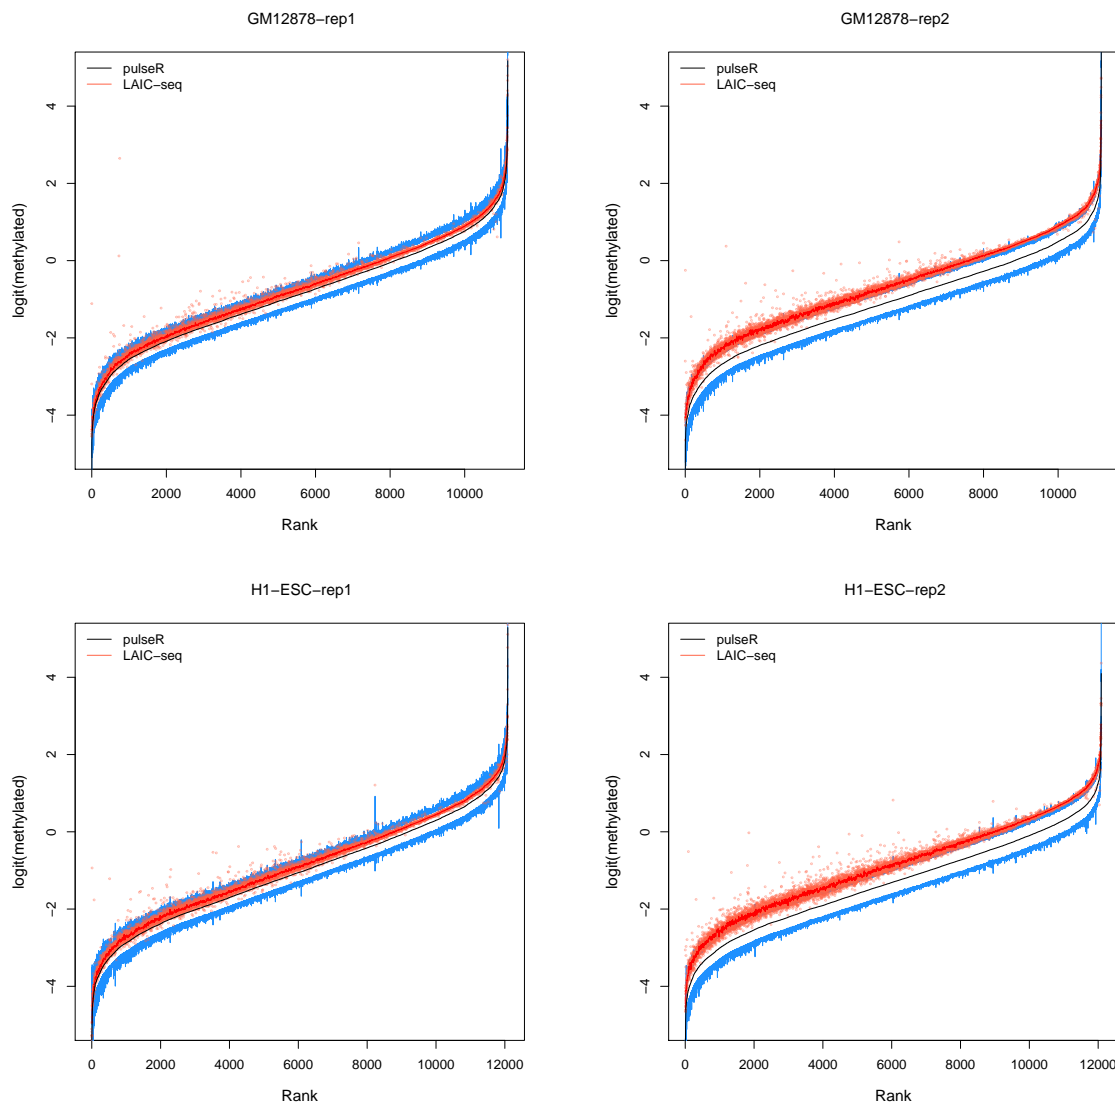 GM12878−rep1
pulseR
LAIC−seq
logit(methylated)
4
2
0
−2
−4
0 2000 4000 6000 8000 10000
Rank
GM12878−rep2
pulseR
LAIC−seq
logit(methylated)
4
2
0
−2
−4
0 2000 4000 6000 8000 10000
Rank
H1−ESC−rep1
pulseR
LAIC−seq
logit(methylated)
4
2
0
−2
−4
0 2000 4000 6000 8000 10000 12000
Rank
H1−ESC−rep2
pulseR
LAIC−seq
logit(methylated)
4
2
0
−2
−4
0 2000 4000 6000 8000 10000 12000
Rank